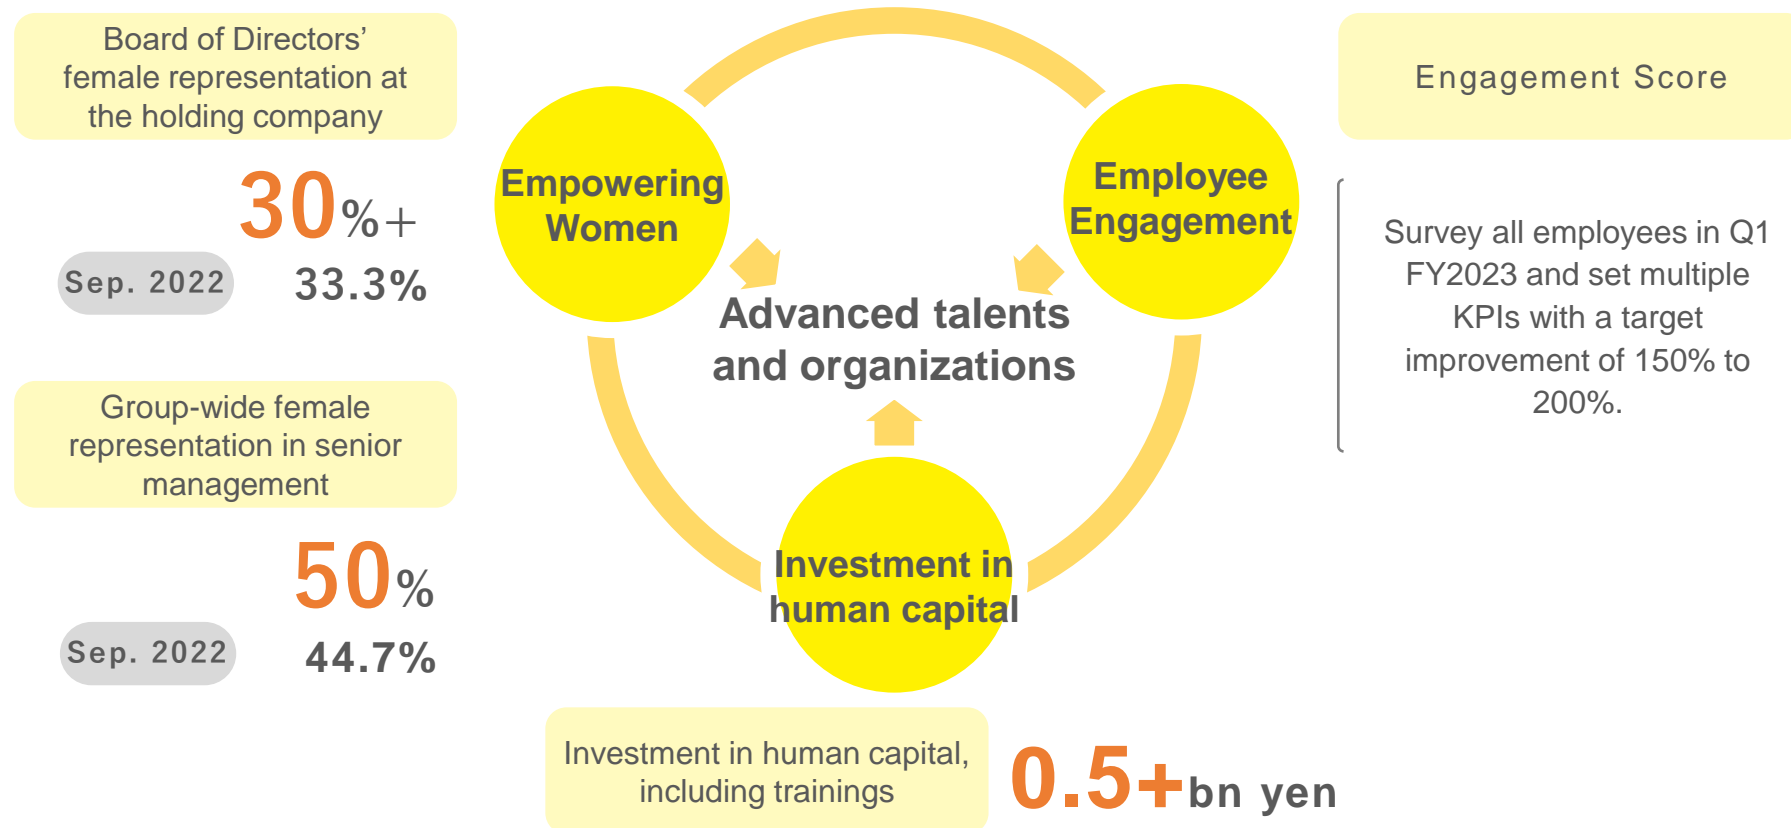 Board of Directors’
female representation at
the holding company
30%+
Sep. 2022 33.3%
Group-wide female
representation in senior
management
50%
Sep. 2022 44.7%
Empowering
Women
Employee
Engagement
Advanced talents
and organizations
Investment in
human capital
Investment in human capital,
including trainings
0.5+bn yen
Engagement Score
Survey all employees in Q1
FY2023 and set multiple
KPIs with a target
improvement of 150% to
200%.